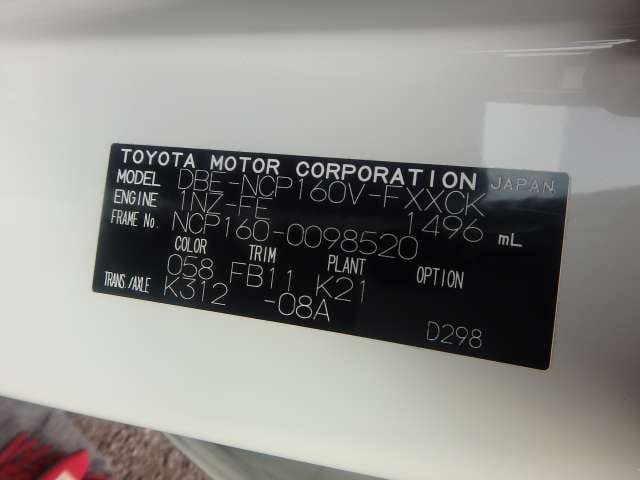 TOYOTA MOTOR CORPORATION JAPAN
MODEL DBE-NCP160V-FXXCK
ENGINE 1NZ-FE 1496 mL
FRAME No. NCP160-0098520
COLOR TRIM PLANT OPTION
058 FB11 K21
TRANS./AXLE K312 -08A
D298